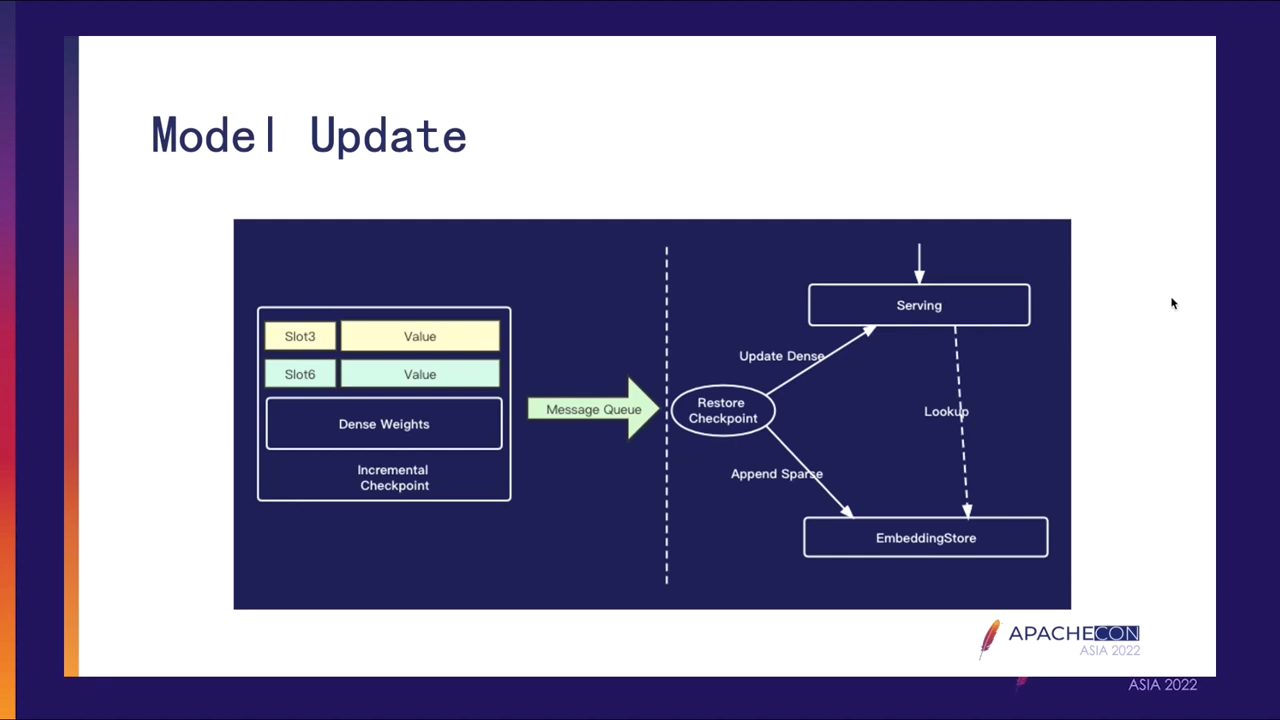 Model Update
Slot3
Value
Slot6
Value
Dense Weights
Incremental
Checkpoint
Message Queue
Restore
Checkpoint
Update Dense
Append Sparse
Serving
Lookup
EmbeddingStore
APACHECON
ASIA 2022
ASIA 2022